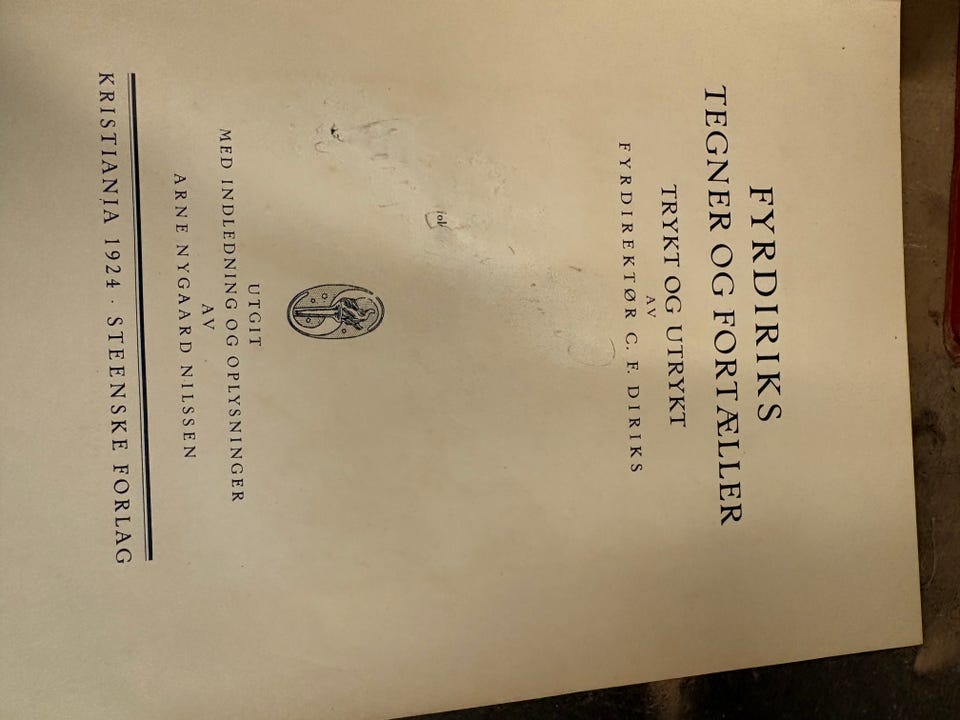 FYRDIRIKS
TEGNER OG FORTÆLLER
TRYKT OG UTRYKT
AV
FYRDIREKTØR C. F. DIRIKS
UTGIT
MED INDLEDNING OG OPLYSNINGER
AV
ARNE NYGAARD NILSSEN
KRISTIANIA 1924 · STEENSKE FORLAG